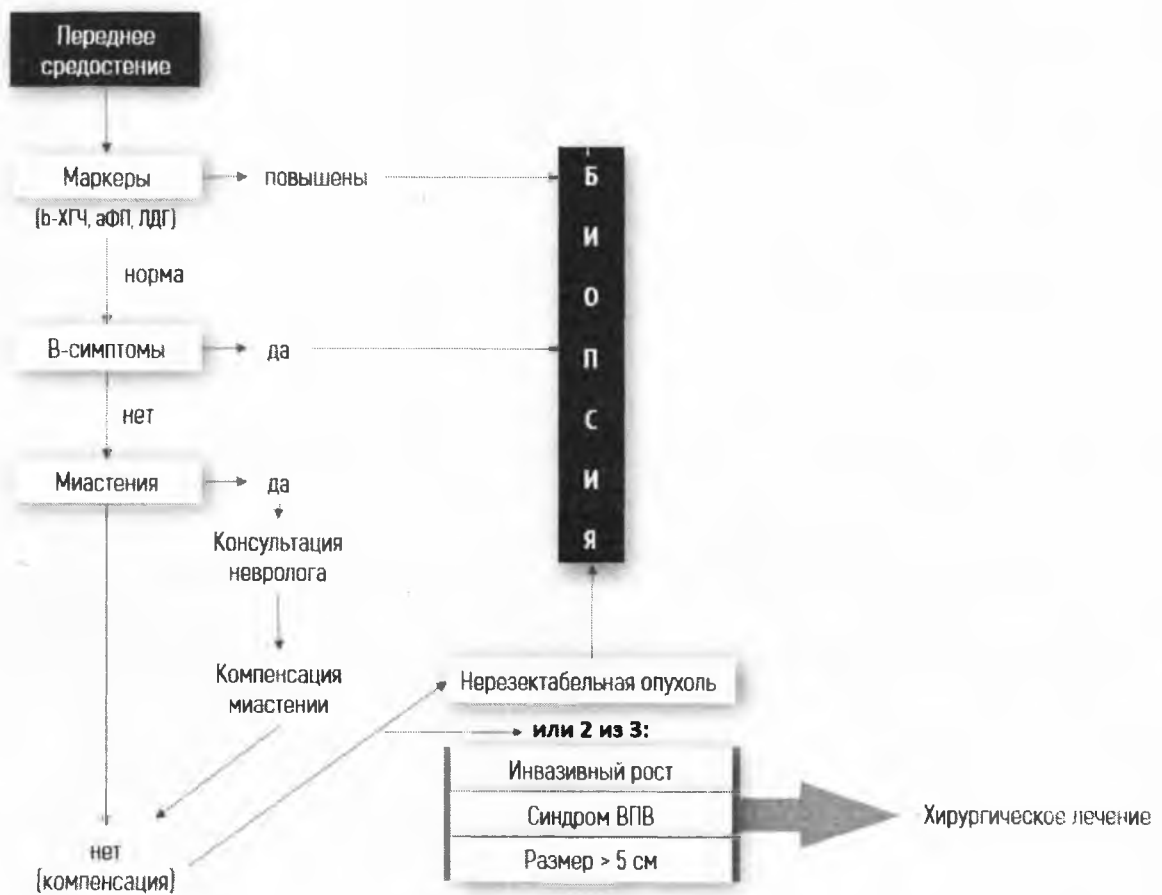 Переднее
средостение
Маркеры
повышены
(b-ХГЧ, аФП, ЛДГ)
норма
В-симптомы
да
нет
Миастения
да
Консультация
невролога
Компенсация
миастении
нет
(компенсация)
БИОПСИЯ
Нерезектабельная опухоль
или 2 из 3:
Инвазивный рост
Синдром ВПВ
Размер > 5 см
Хирургическое лечение